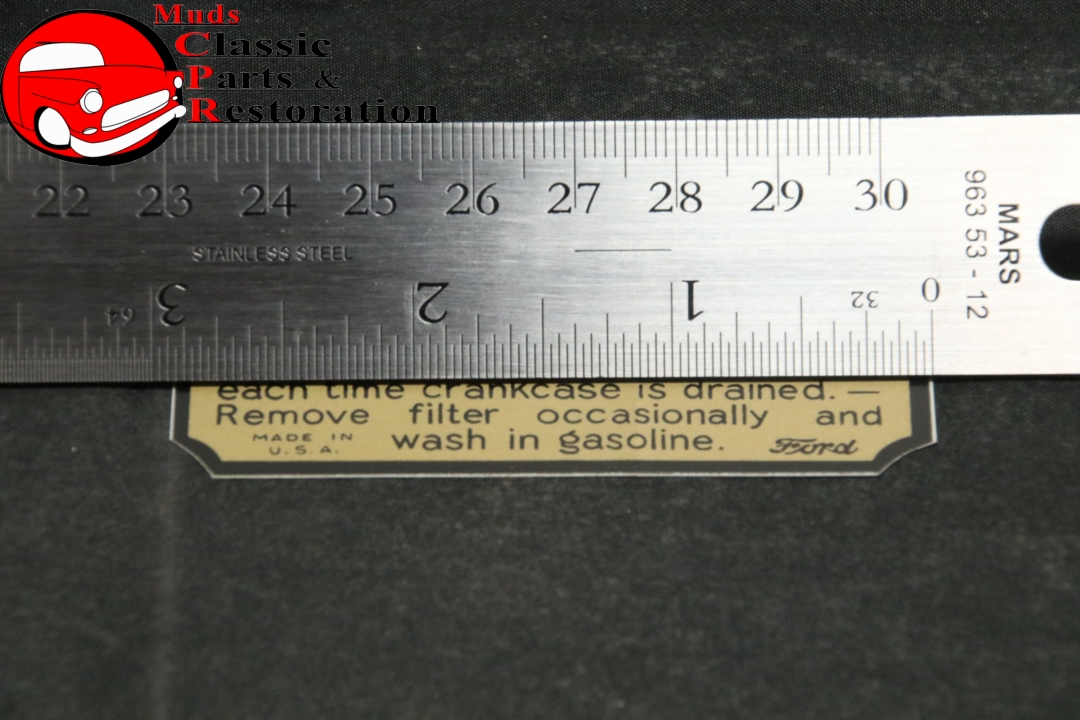 Muds
Classic
Parts &
Restoration
22 23 24 25 26 27 28 29 30
STAINLESS STEEL
MARS
963 53 - 12
64 3 2 1 32 0
each time crankcase is drained. —
Remove filter occasionally and
wash in gasoline.
MADE IN
U.S.A.
Ford